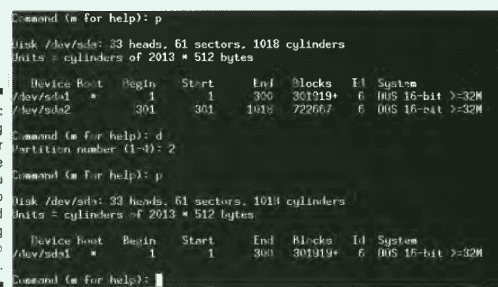 Command (m for help): p
Disk /dev/sda: 33 heads, 61 sectors, 1018 cylinders
Units = cylinders of 2013 * 512 bytes
Device Boot Begin Start End Blocks Id System
/dev/sda1 * 1 1 300 301919+ 6 DOS 16-bit >=32M
/dev/sda2 301 301 1018 722667 6 DOS 16-bit >=32M
Command (m for help): d
Partition number (1-4): 2
Command (m for help): p
Disk /dev/sda: 33 heads, 61 sectors, 1018 cylinders
Units = cylinders of 2013 * 512 bytes
Device Boot Begin Start End Blocks Id System
/dev/sda1 * 1 1 300 301919+ 6 DOS 16-bit >=32M
Command (m for help):